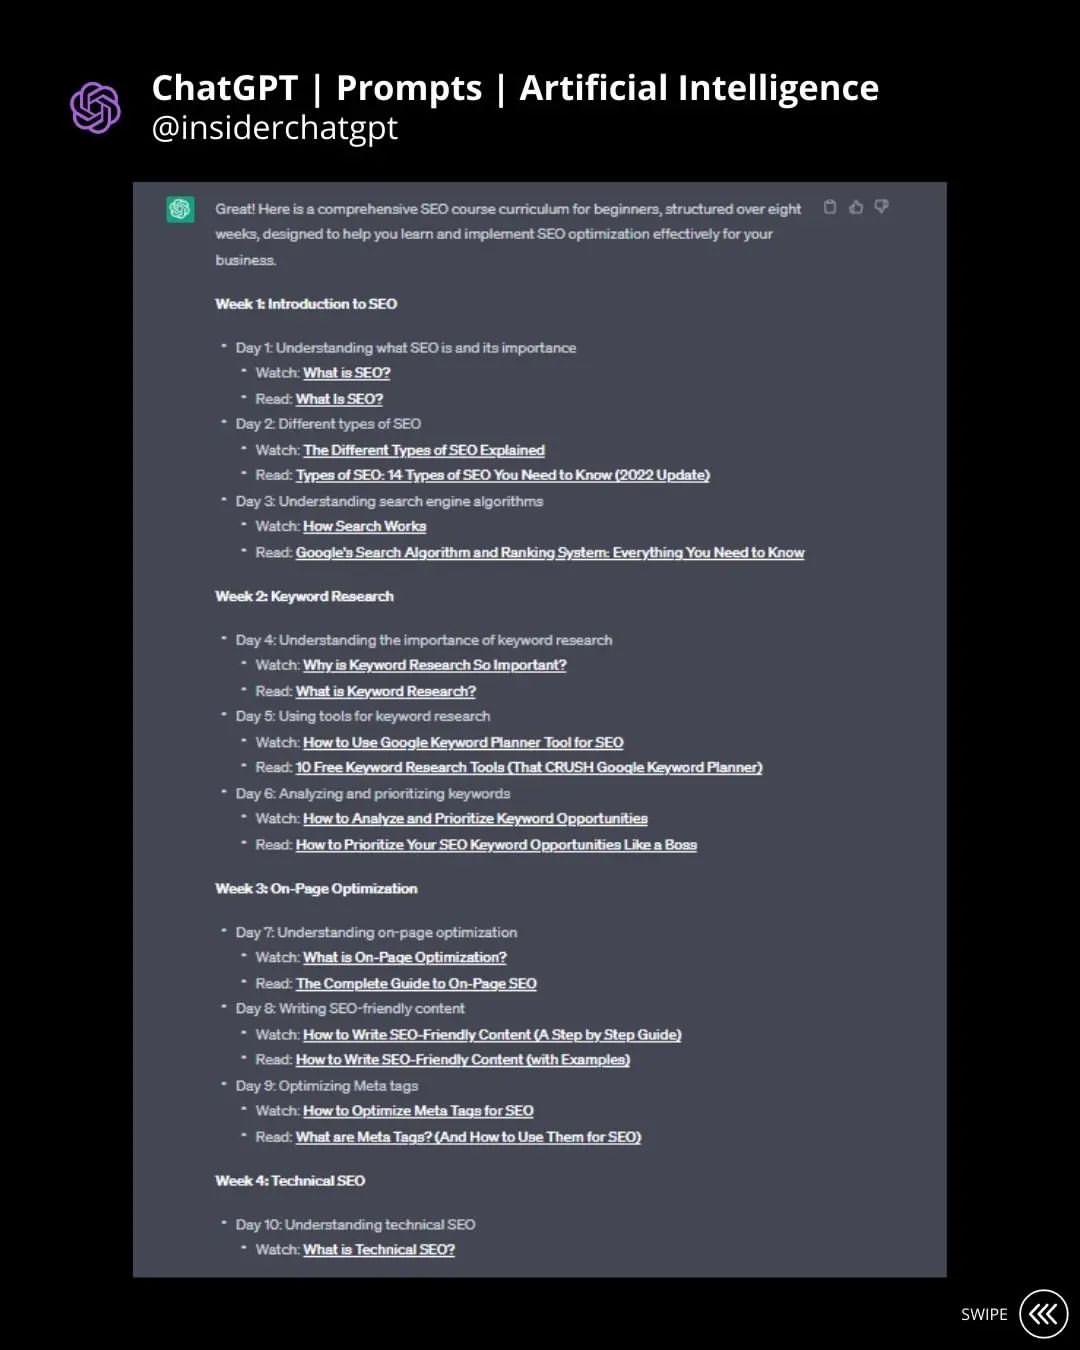 ChatGPT | Prompts | Artificial Intelligence
@insiderchatgpt
Great! Here is a comprehensive SEO course curriculum for beginners, structured over eight
weeks, designed to help you learn and implement SEO optimization effectively for your
business.
Week 1: Introduction to SEO
• Day 1: Understanding what SEO is and its importance
• Watch: What is SEO?
• Read: What Is SEO?
• Day 2: Different types of SEO
• Watch: The Different Types of SEO Explained
• Read: Types of SEO: 14 Types of SEO You Need to Know (2022 Update)
• Day 3: Understanding search engine algorithms
• Watch: How Search Works
• Read: Google's Search Algorithm and Ranking System: Everything You Need to Know
Week 2: Keyword Research
• Day 4: Understanding the importance of keyword research
• Watch: Why is Keyword Research So Important?
• Read: What is Keyword Research?
• Day 5: Using tools for keyword research
• Watch: How to Use Google Keyword Planner Tool for SEO
• Read: 10 Free Keyword Research Tools (That CRUSH Google Keyword Planner)
• Day 6: Analyzing and prioritizing keywords
• Watch: How to Analyze and Prioritize Keyword Opportunities
• Read: How to Prioritize Your SEO Keyword Opportunities Like a Boss
Week 3: On-Page Optimization
• Day 7: Understanding on-page optimization
• Watch: What is On-Page Optimization?
• Read: The Complete Guide to On-Page SEO
• Day 8: Writing SEO-friendly content
• Watch: How to Write SEO-Friendly Content (A Step by Step Guide)
• Read: How to Write SEO-Friendly Content (with Examples)
• Day 9: Optimizing Meta tags
• Watch: How to Optimize Meta Tags for SEO
• Read: What are Meta Tags? (And How to Use Them for SEO)
Week 4: Technical SEO
• Day 10: Understanding technical SEO
• Watch: What is Technical SEO?
SWIPE